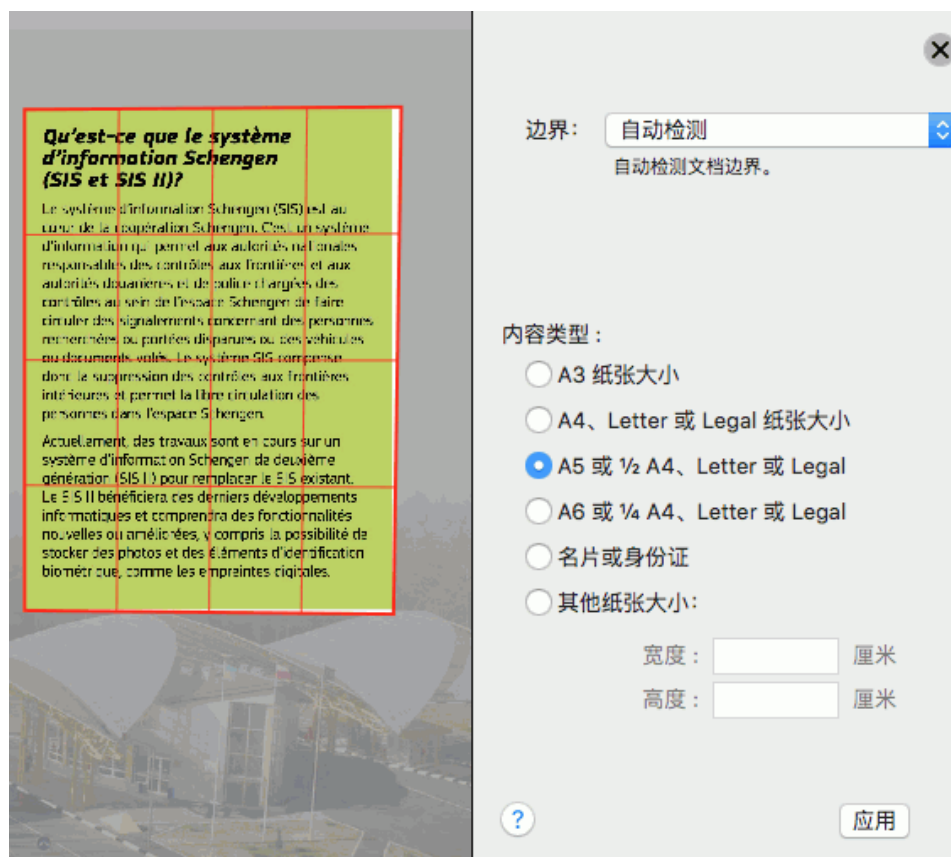 Qu'est-ce que le système
d'information Schengen
(SIS et SIS II)?
Le système d'information Schengen (SIS) est au
cœur de la coopération Schengen. C'est un système
d'information qui permet aux autorités nationales
responsables des contrôles aux frontières et aux
autorités douanières et de police chargées des
contrôles au sein de l'espace Schengen de faire
circuler des signalements concernant des personnes
recherchées ou portées disparues ou des véhicules
ou documents volés. Le système SIS compense
donc la suppression des contrôles aux frontières
intérieures et permet la libre circulation des
personnes dans l'espace Schengen.
Actuellement, des travaux sont en cours sur un
système d'information Schengen de deuxième
génération (SIS II) pour remplacer le SIS existant.
Le SIS II bénéficiera des derniers développements
informatiques et comprendra des fonctionnalités
nouvelles ou améliorées, y compris la possibilité de
stocker des photos et des éléments d'identification
biométrique, comme les empreintes digitales.
边界： 自动检测
自动检测文档边界。
内容类型：
A3 纸张大小
A4、Letter 或 Legal 纸张大小
A5 或 ½ A4、Letter 或 Legal
A6 或 ¼ A4、Letter 或 Legal
名片或身份证
其他纸张大小：
宽度： 厘米
高度： 厘米
? 应用